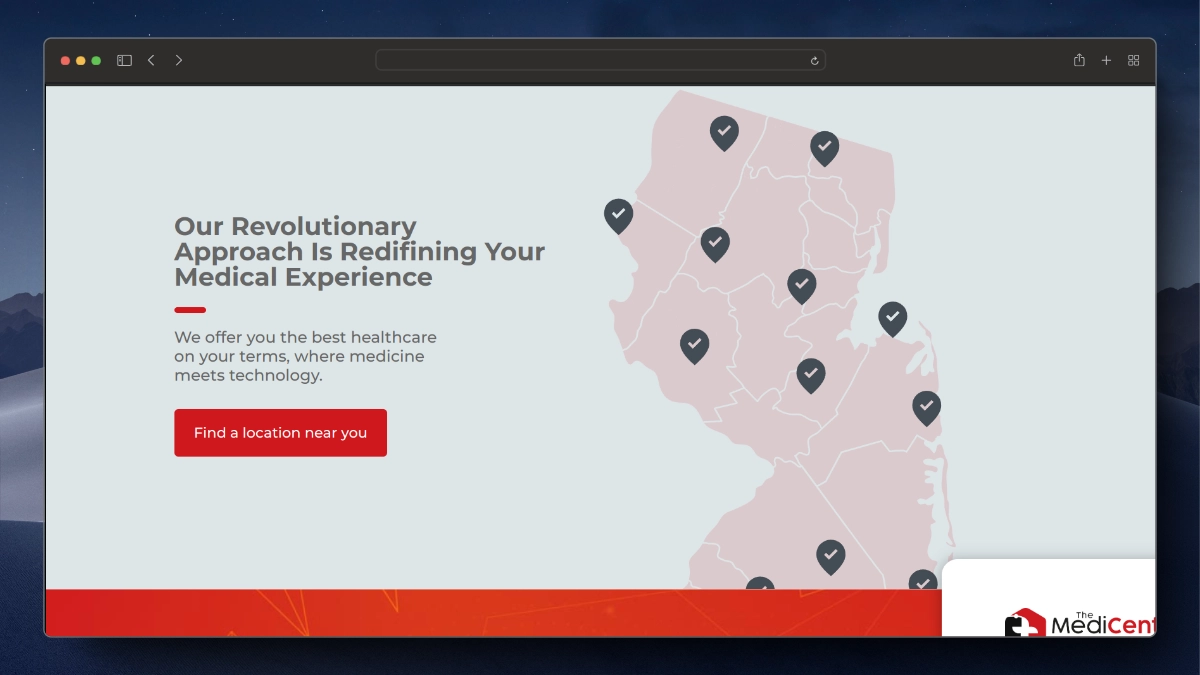 Our Revolutionary
Approach Is Redifining Your
Medical Experience
We offer you the best healthcare
on your terms, where medicine
meets technology.
Find a location near you
The
MediCent